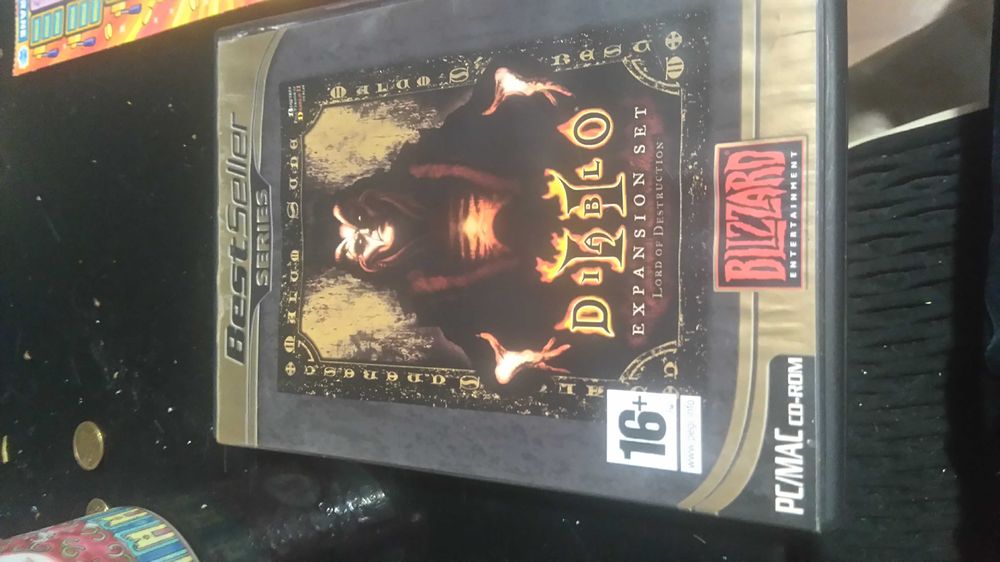 BestSeller
SERIES
DIABLO
II
EXPANSION SET
LORD OF DESTRUCTION
16+
www.pegi.info
BLIZZARD
ENTERTAINMENT
PC/MAC CD-ROM